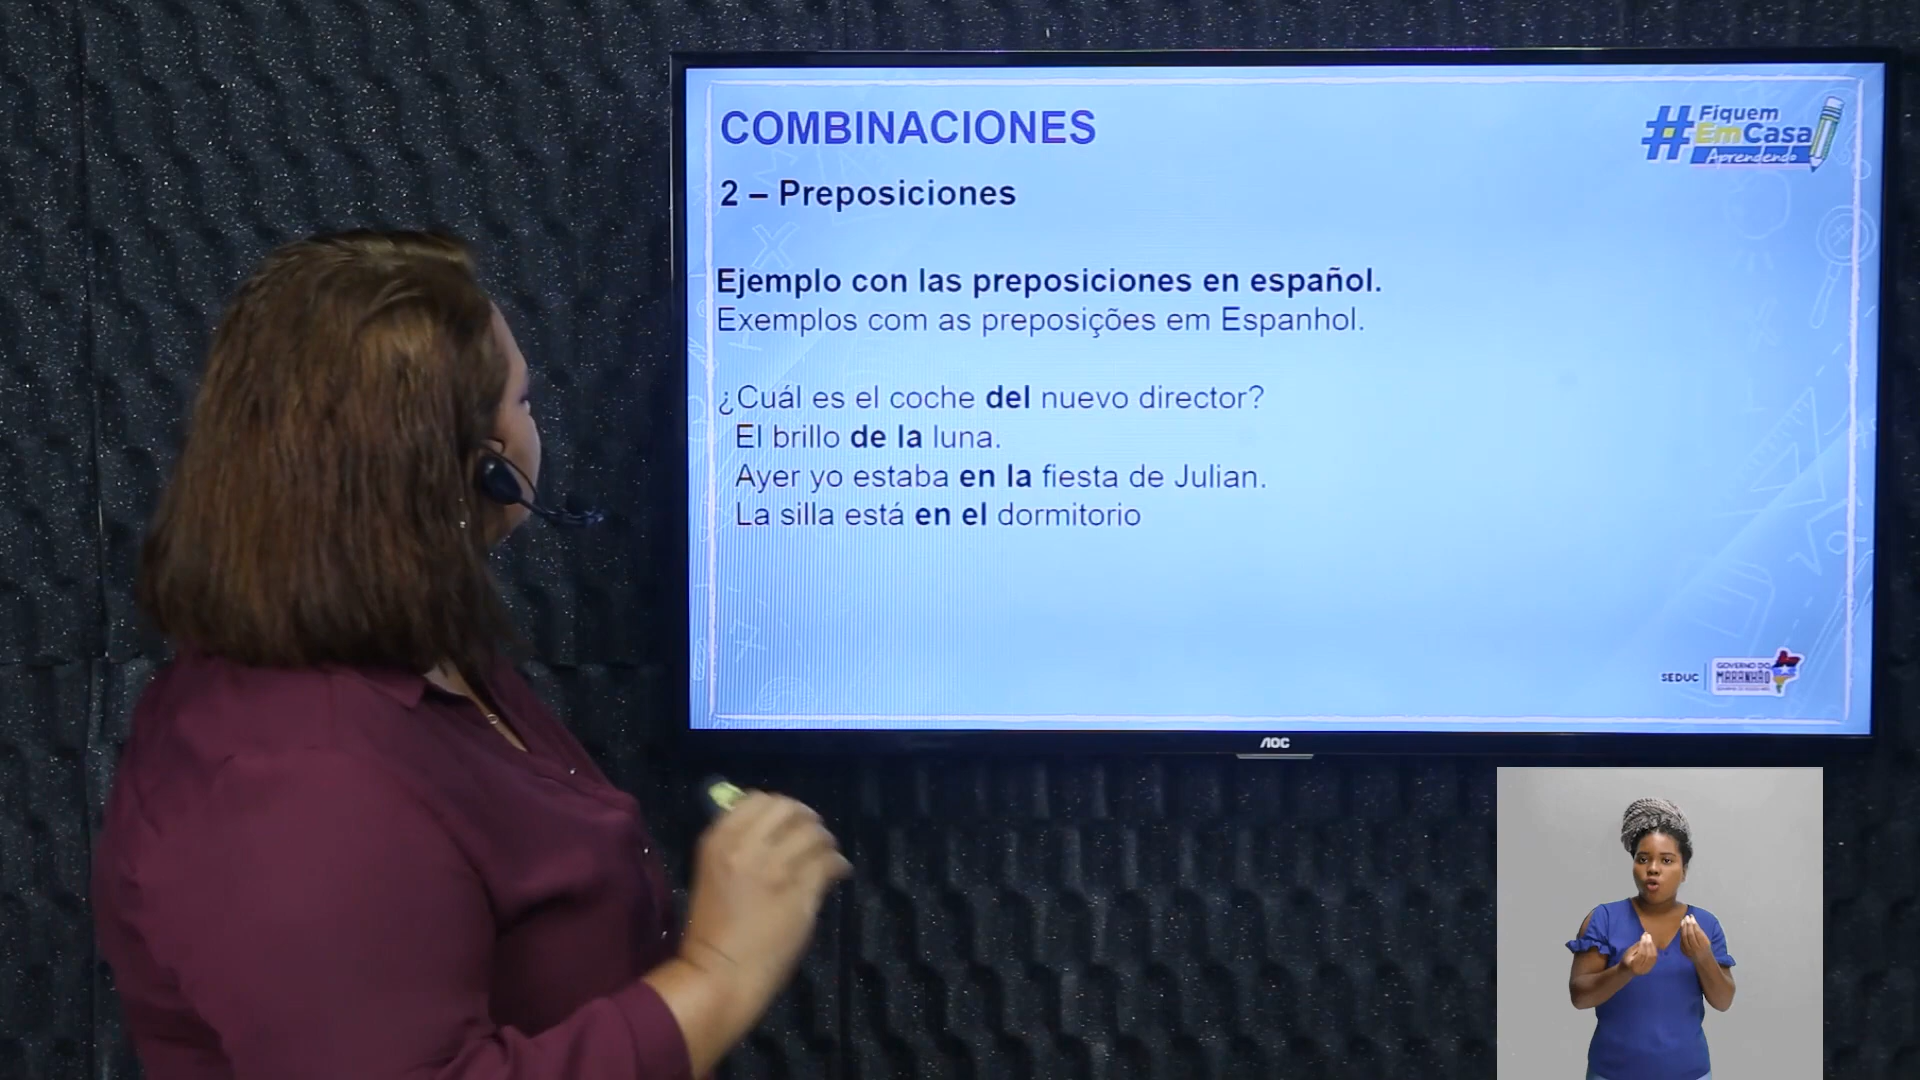 COMBINACIONES
#Fiquem
EmCasa
Aprendendo
2 – Preposiciones
Ejemplo con las preposiciones en español.
Exemplos com as preposições em Espanhol.
¿Cuál es el coche del nuevo director?
El brillo de la luna.
Ayer yo estaba en la fiesta de Julian.
La silla está en el dormitorio
SEDUC
GOVERNO DO
MARANHÃO
AOC